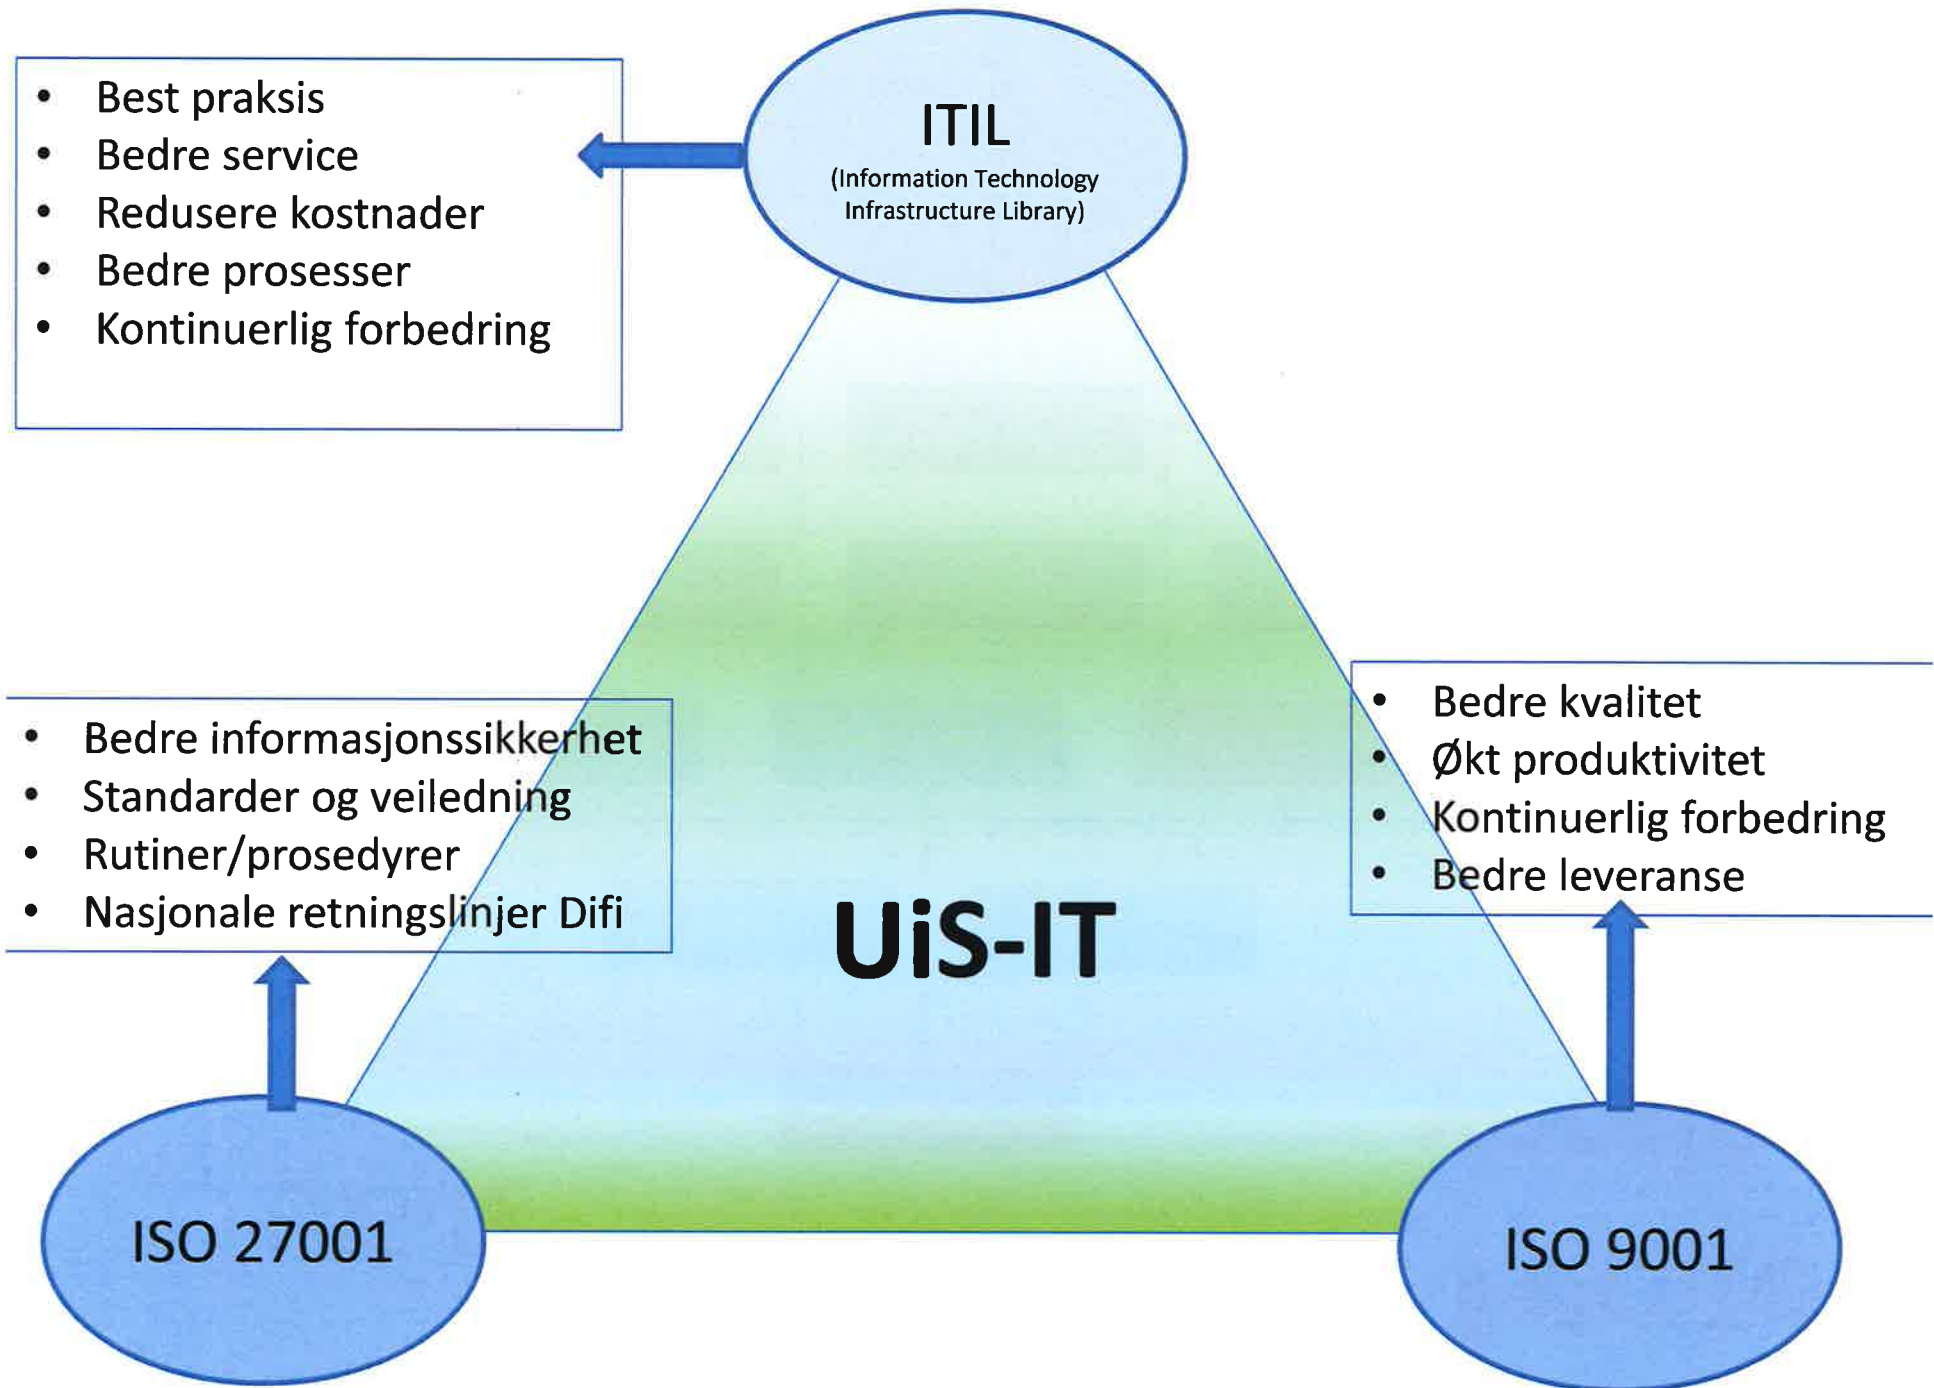 • Best praksis
• Bedre service
• Redusere kostnader
• Bedre prosesser
• Kontinuerlig forbedring
ITIL
(Information Technology
Infrastructure Library)
• Bedre informasjonssikkerhet
• Standarder og veiledning
• Rutiner/prosedyrer
• Nasjonale retningslinjer Difi
• Bedre kvalitet
• Økt produktivitet
• Kontinuerlig forbedring
• Bedre leveranse
UiS-IT
ISO 27001
ISO 9001